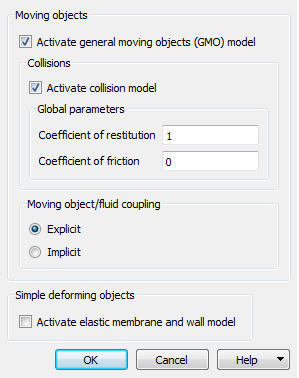 Moving objects
Activate general moving objects (GMO) model
Collisions
Activate collision model
Global parameters
Coefficient of restitution 1
Coefficient of friction 0
Moving object/fluid coupling
Explicit
Implicit
Simple deforming objects
Activate elastic membrane and wall model
OK Cancel Help